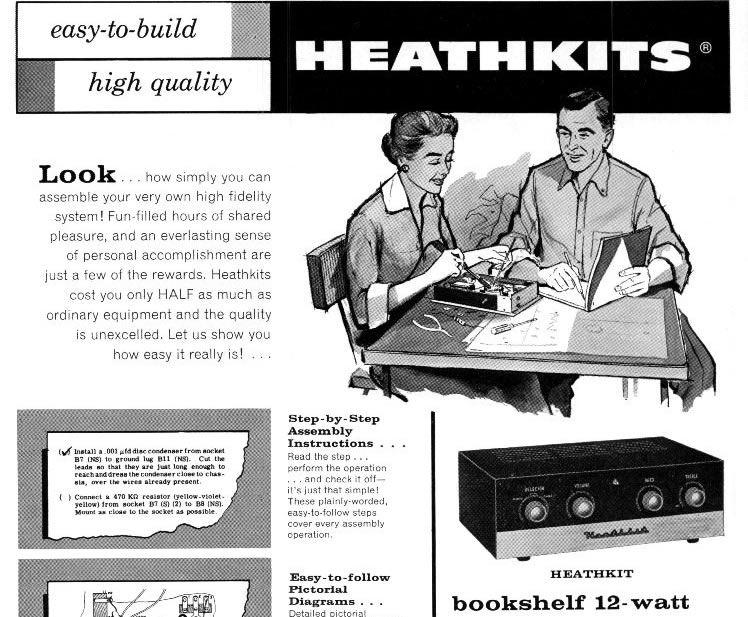 easy-to-build
high quality
HEATHKITS®
Look . . . how simply you can
assemble your very own high fidelity
system! Fun-filled hours of shared
pleasure, and an everlasting sense
of personal accomplishment are
just a few of the rewards. Heathkits
cost you only HALF as much as
ordinary equipment and the quality
is unexcelled. Let us show you
how easy it really is! . . .
(✓) Install a .001 µfd disc condenser from socket
B7 (NS) to ground lug B11 (NS). Cut the
leads so that they are just long enough to
reach and dress the condenser close to chas-
sis, over the wires already present.
( ) Connect a 470 KΩ resistor (yellow-violet-
yellow) from socket B7 (S) (2) to B8 (NS).
Mount as close to the socket as possible.
Step-by-Step
Assembly
Instructions . . .
Read the step . . .
perform the operation
. . . and check it off—
it's just that simple!
These plainly-worded,
easy-to-follow steps
cover every assembly
operation.
Easy-to-follow
Pictorial
Diagrams . . .
Detailed pictorial
SELECTOR
VOLUME
BASS
TREBLE
Heathkit
HEATHKIT
bookshelf 12-watt